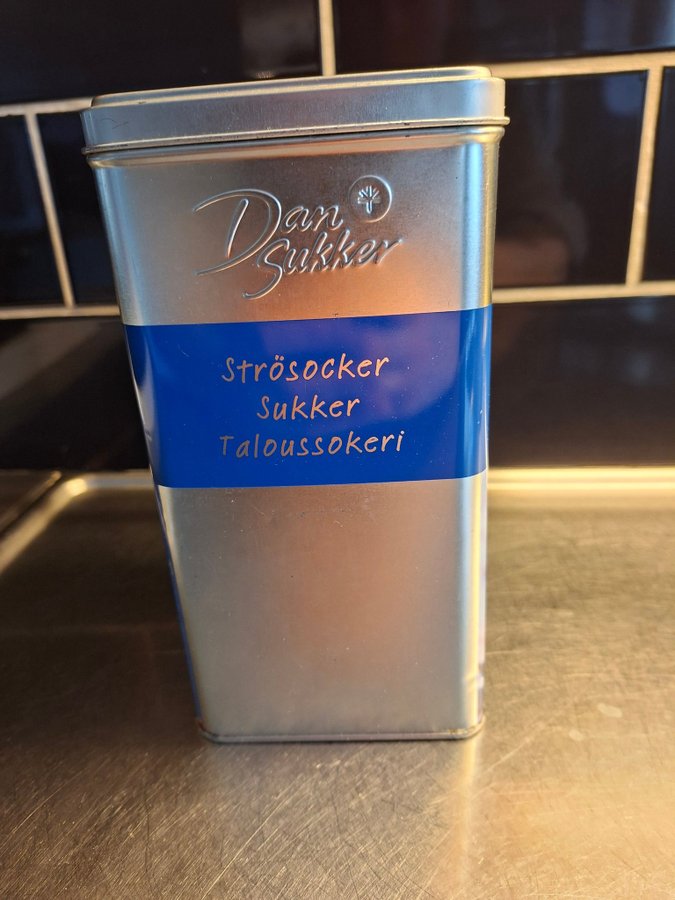 Dan
Sukker
Strösocker
Sukker
Taloussokeri